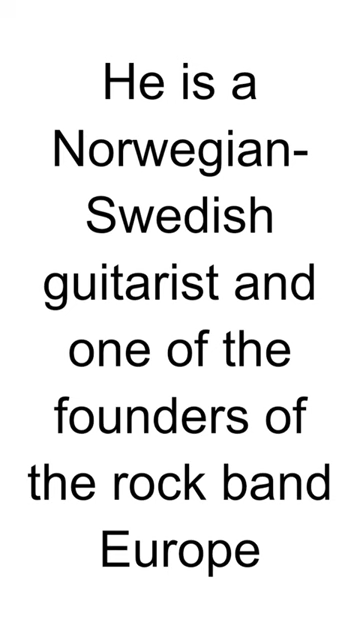 He is a
Norwegian-
Swedish
guitarist and
one of the
founders of
the rock band
Europe